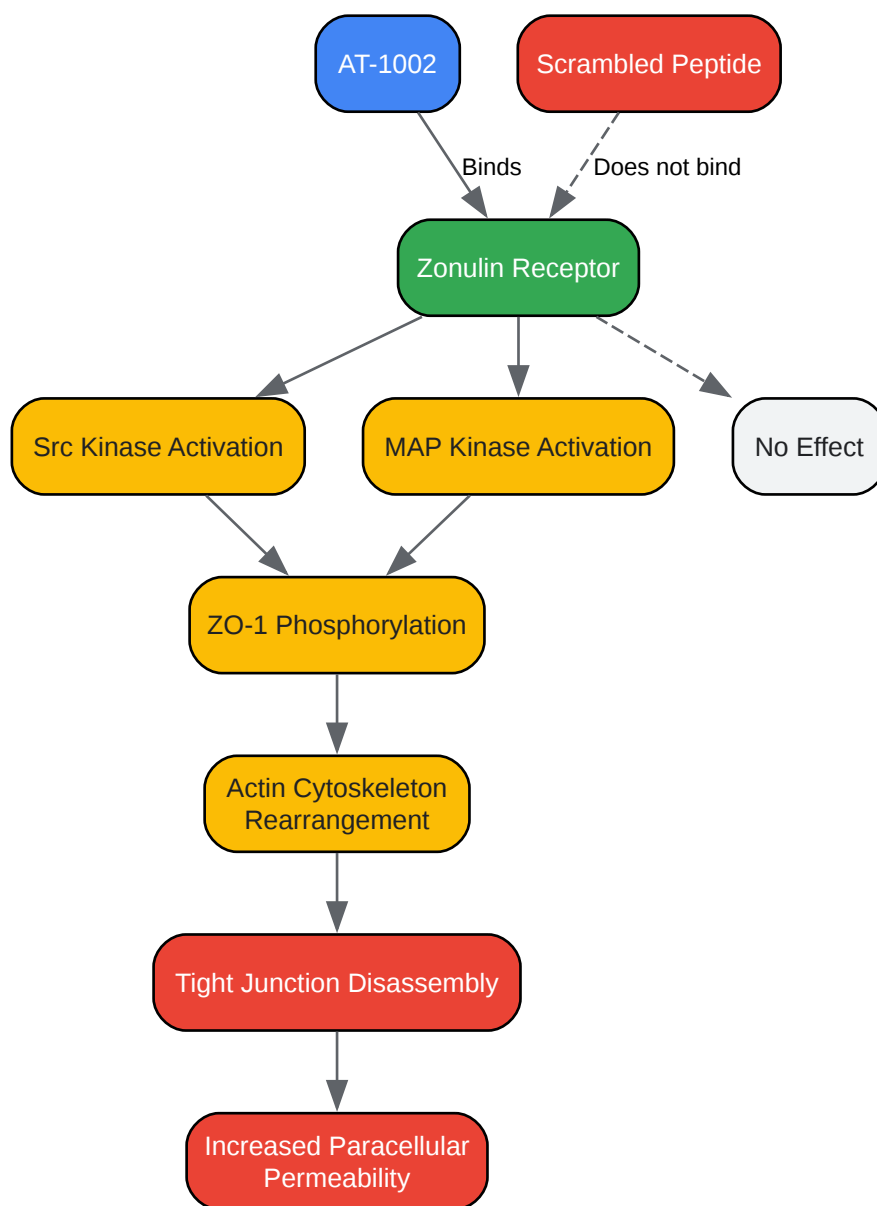 AT-1002
Scrambled Peptide
Binds
Does not bind
Zonulin Receptor
Src Kinase Activation
MAP Kinase Activation
No Effect
ZO-1 Phosphorylation
Actin Cytoskeleton
Rearrangement
Tight Junction Disassembly
Increased Paracellular
Permeability